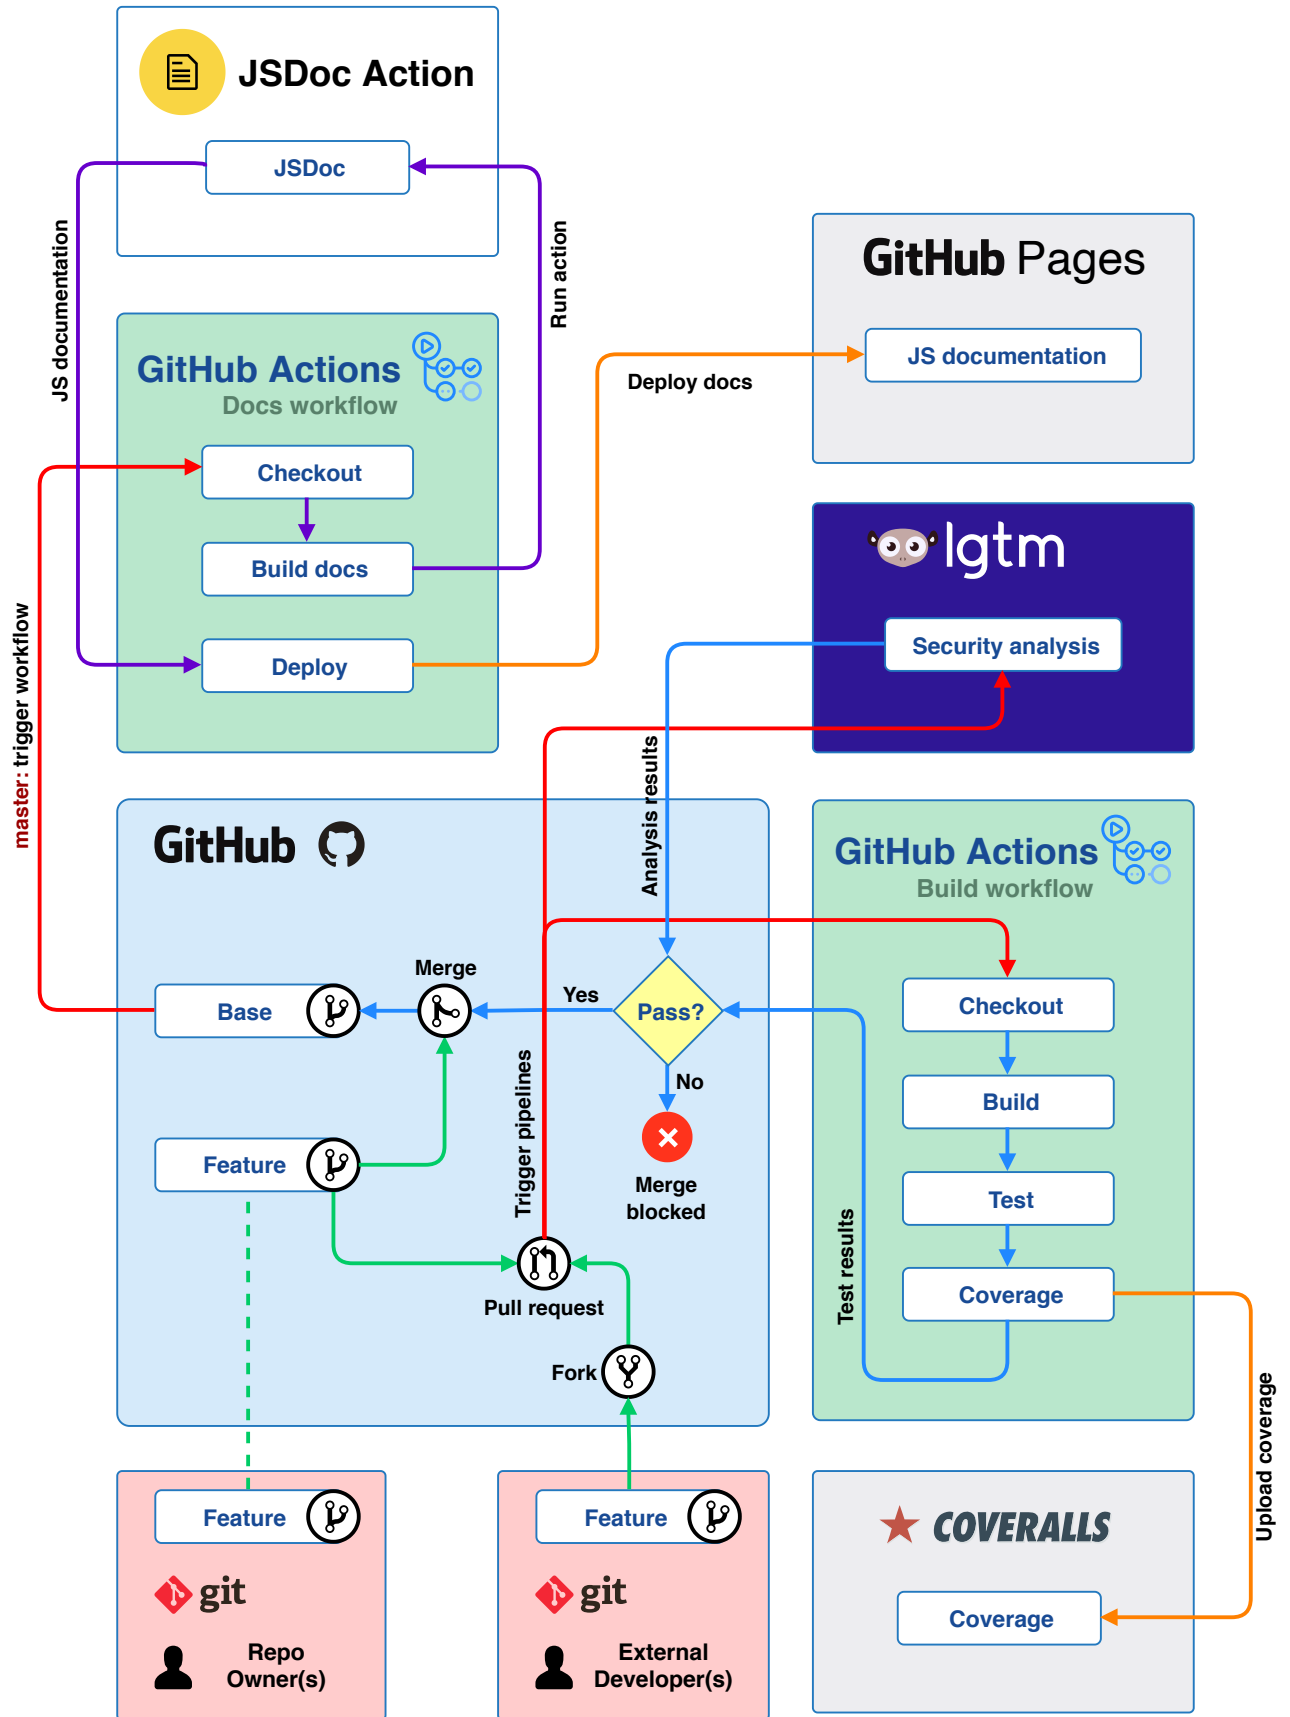 JSDoc Action
JSDoc
JS documentation
Run action
GitHub Actions
Docs workflow
Checkout
Build docs
Deploy
master: trigger workflow
Deploy docs
GitHub Pages
JS documentation
lgtm
Security analysis
Analysis results
GitHub
Merge
Base
Yes
Pass?
No
Merge
blocked
Feature
Trigger pipelines
Pull request
Fork
GitHub Actions
Build workflow
Checkout
Build
Test
Coverage
Test results
Upload coverage
Feature
git
Repo
Owner(s)
Feature
git
External
Developer(s)
COVERALLS
Coverage